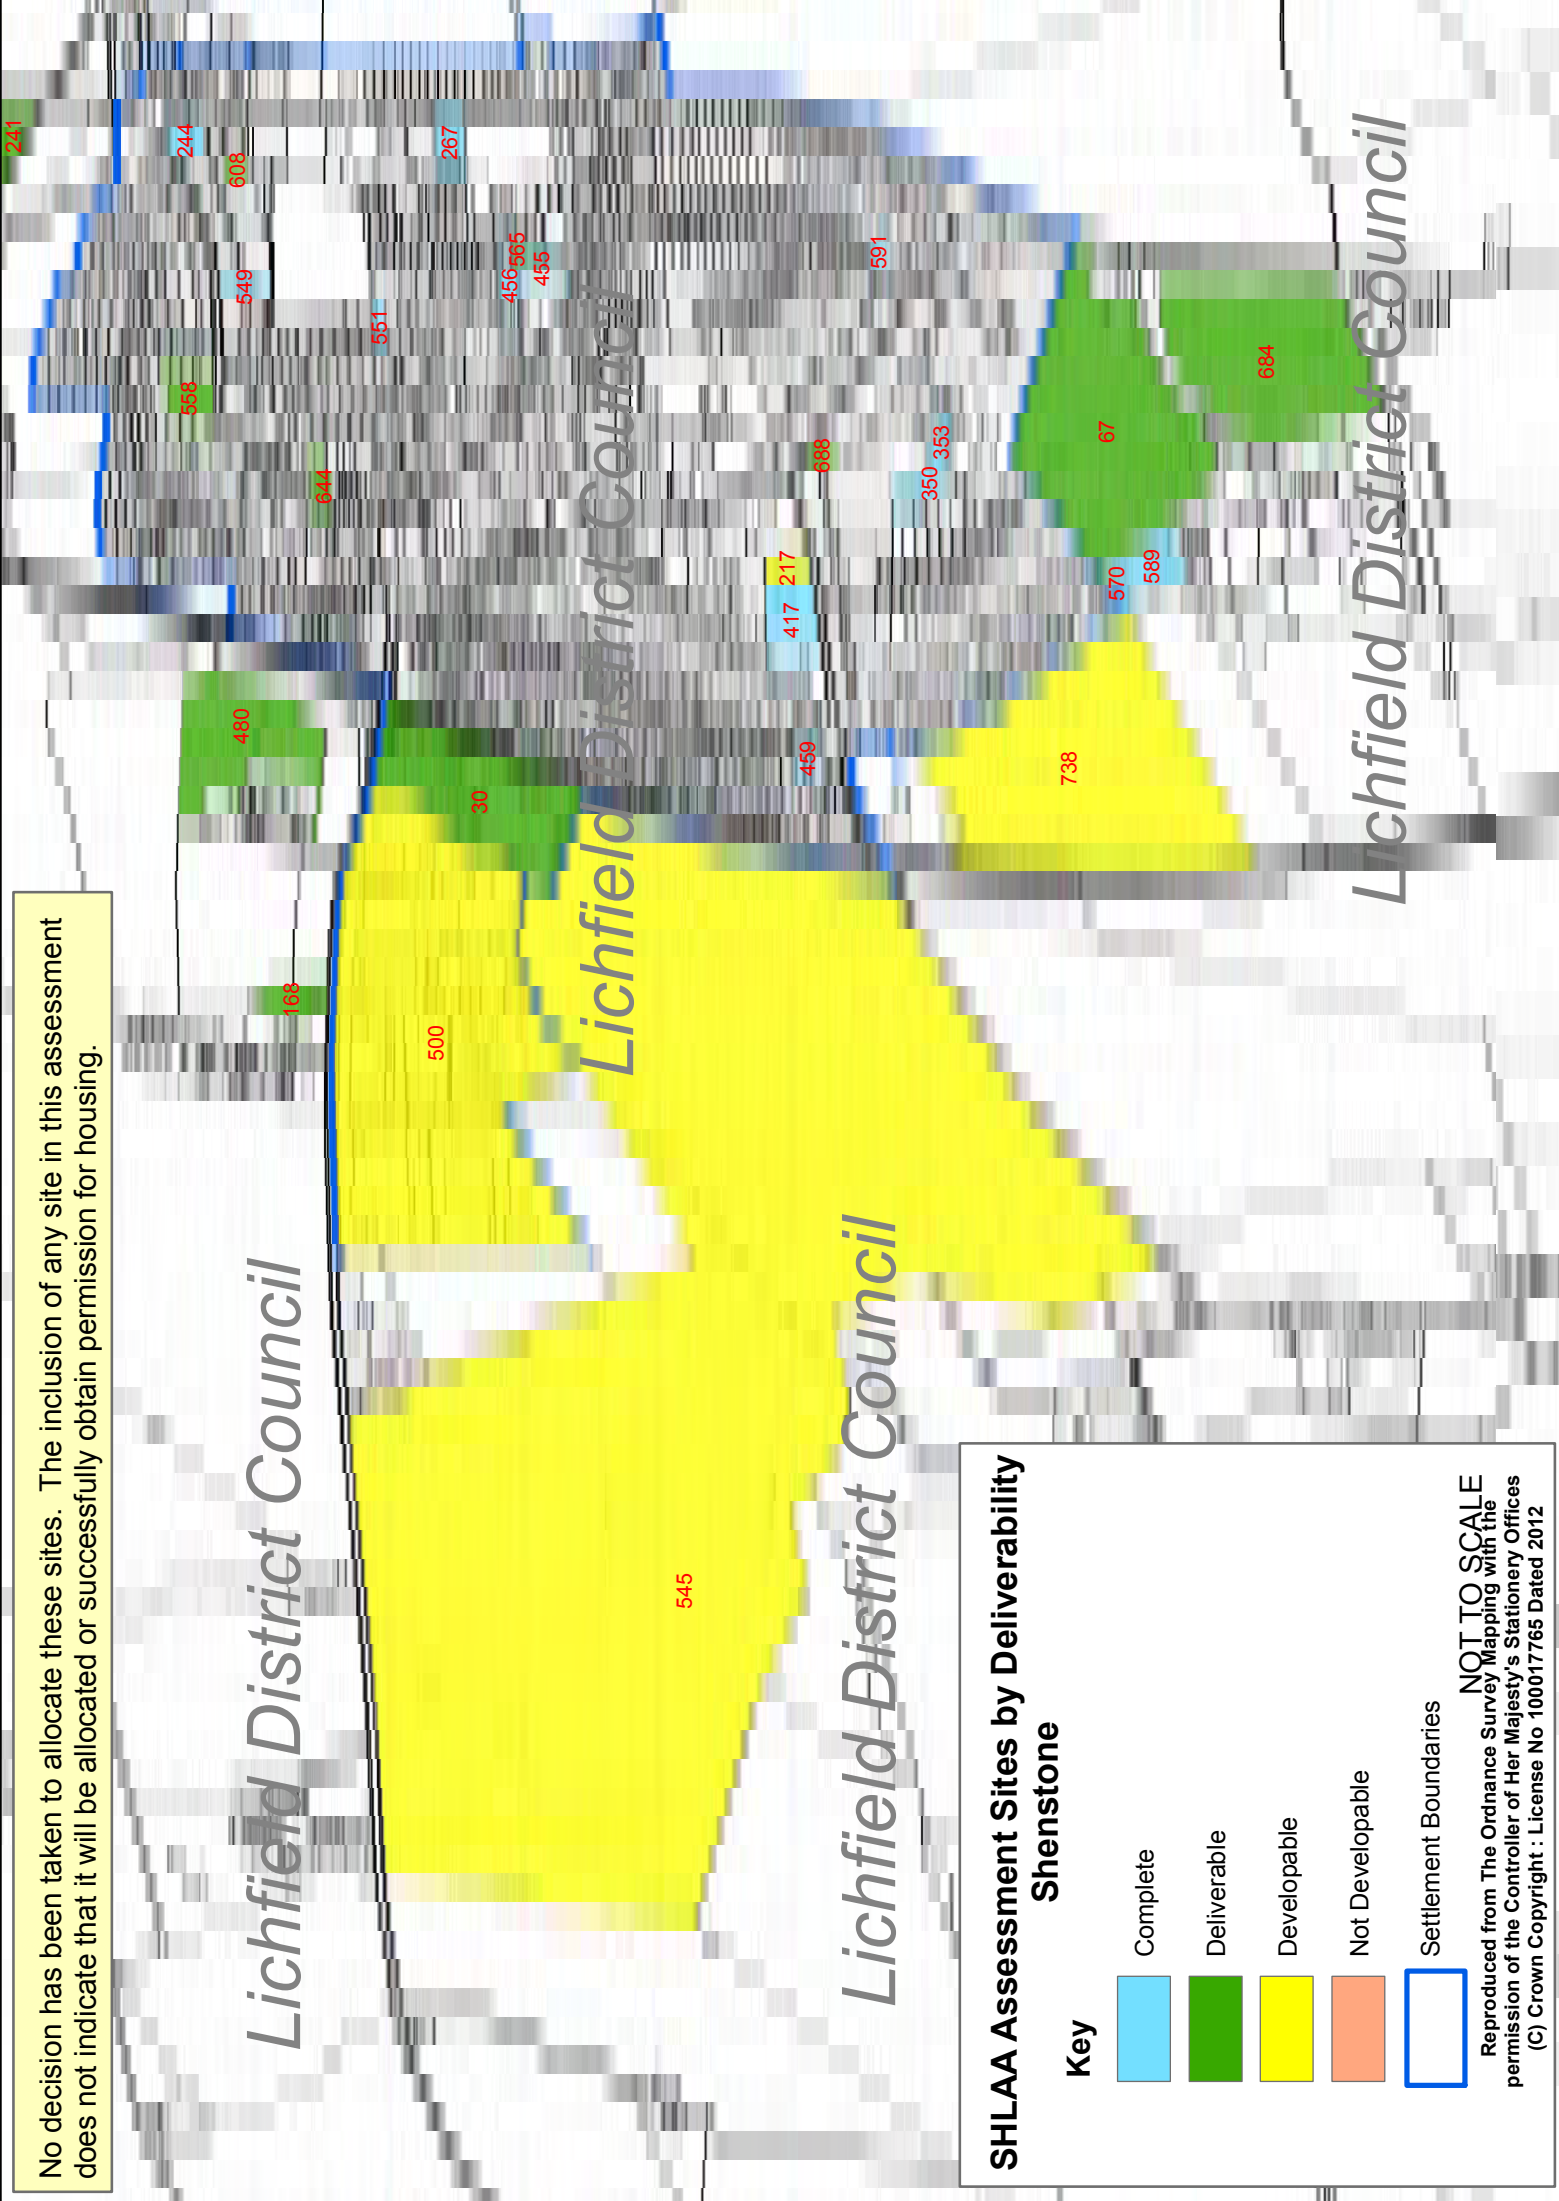 No decision has been taken to allocate these sites.  The inclusion of any site in this assessment
does not indicate that it will be allocated or successfully obtain permission for housing.
241
244
608
267
549
551
456
565
455
591
558
644
688
350
353
67
684
217
417
570
589
480
30
459
738
168
500
545
Lichfield District Council
Lichfield District Council
Lichfield District Council
Lichfield District Council
SHLAA Assessment Sites by Deliverability
Shenstone
Key
Complete
Deliverable
Developable
Not Developable
Settlement Boundaries
NOT TO SCALE
Reproduced from The Ordnance Survey Mapping with the
permission of the Controller of Her Majesty's Stationery Offices
(C) Crown Copyright : License No 100017765 Dated 2012